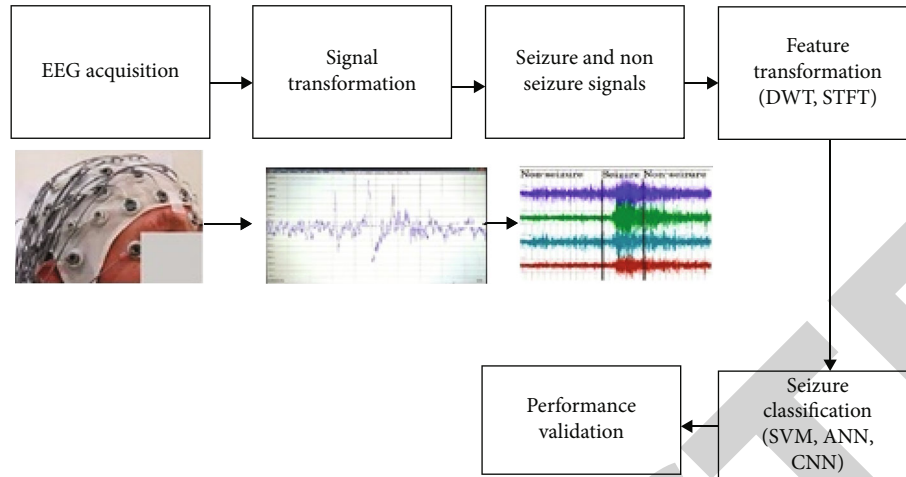 EEG acquisition
Signal
transformation
Seizure and non
seizure signals
Feature
transformation
(DWT, STFT)
Non-seizure Seizure Non-seizure
Performance
validation
Seizure
classification
(SVM, ANN,
CNN)